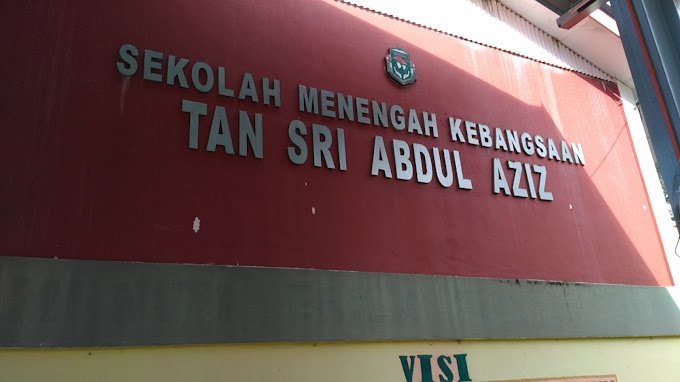 SEKOLAH MENENGAH KEBANGSAAN
TAN SRI ABDUL AZIZ
VISI